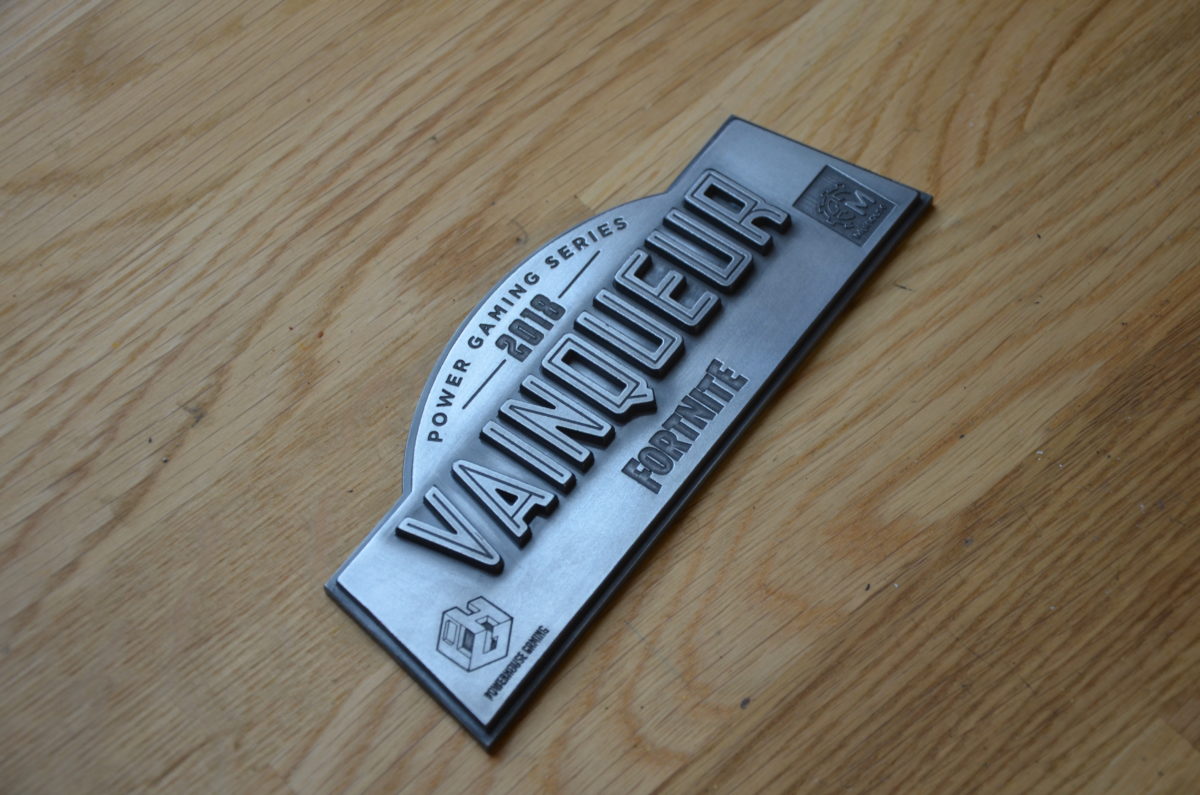 POWER GAMING SERIES
2018
VAINQUEUR
FORTNITE
POWERHOUSE GAMING
M